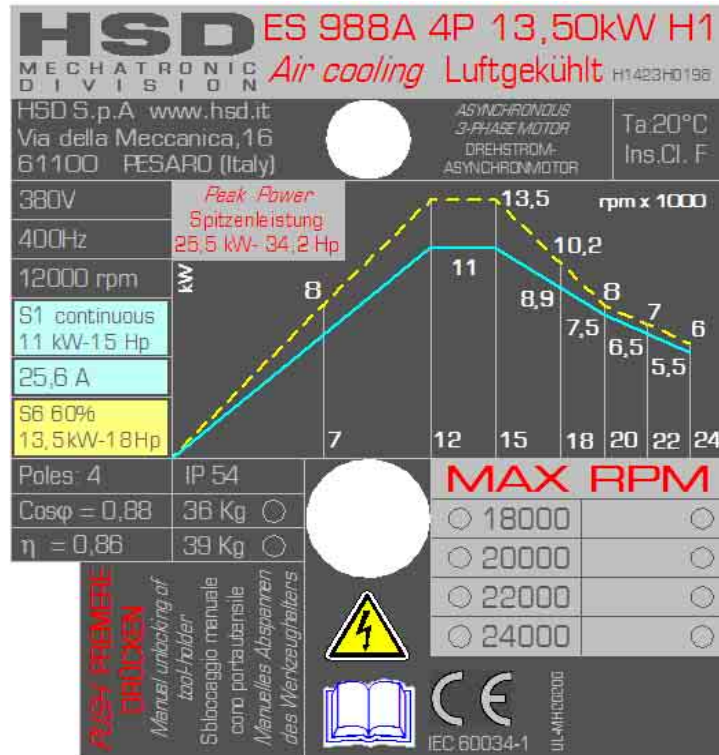 HSD
MECHATRONIC
DIVISION
ES 988A 4P 13,50kW H1
Air cooling Luftgekühlt H1423H0198
HSD S.p.A www.hsd.it
Via della Meccanica,16
61100 PESARO (Italy)
ASYNCHRONOUS
3-PHASE MOTOR
DREHSTROM-
ASYNCHRONMOTOR
Ta:20°C
Ins.Cl. F
380V
400Hz
12000 rpm
S1 continuous
11 kW-15 Hp
25,6 A
S6 60%
13,5kW-18Hp
Peak Power
Spitzenleistung
25,5 kW- 34,2 Hp
kW
rpm x 1000
13,5
10,2
8
8
7
6
11
8,9
7,5
6,5
5,5
7 12 15 18 20 22 24
Poles: 4
IP 54
Cosφ = 0,88
36 Kg
η = 0,86
39 Kg
MAX RPM
18000
20000
22000
24000
PUSH PREMERE
DRÜCKEN
Manual unlocking of
tool-holder
Sbloccaggio manuale
cono portautensile
Manuelles Abspannen
des Werkzeughalters
CE
IEC 60034-1